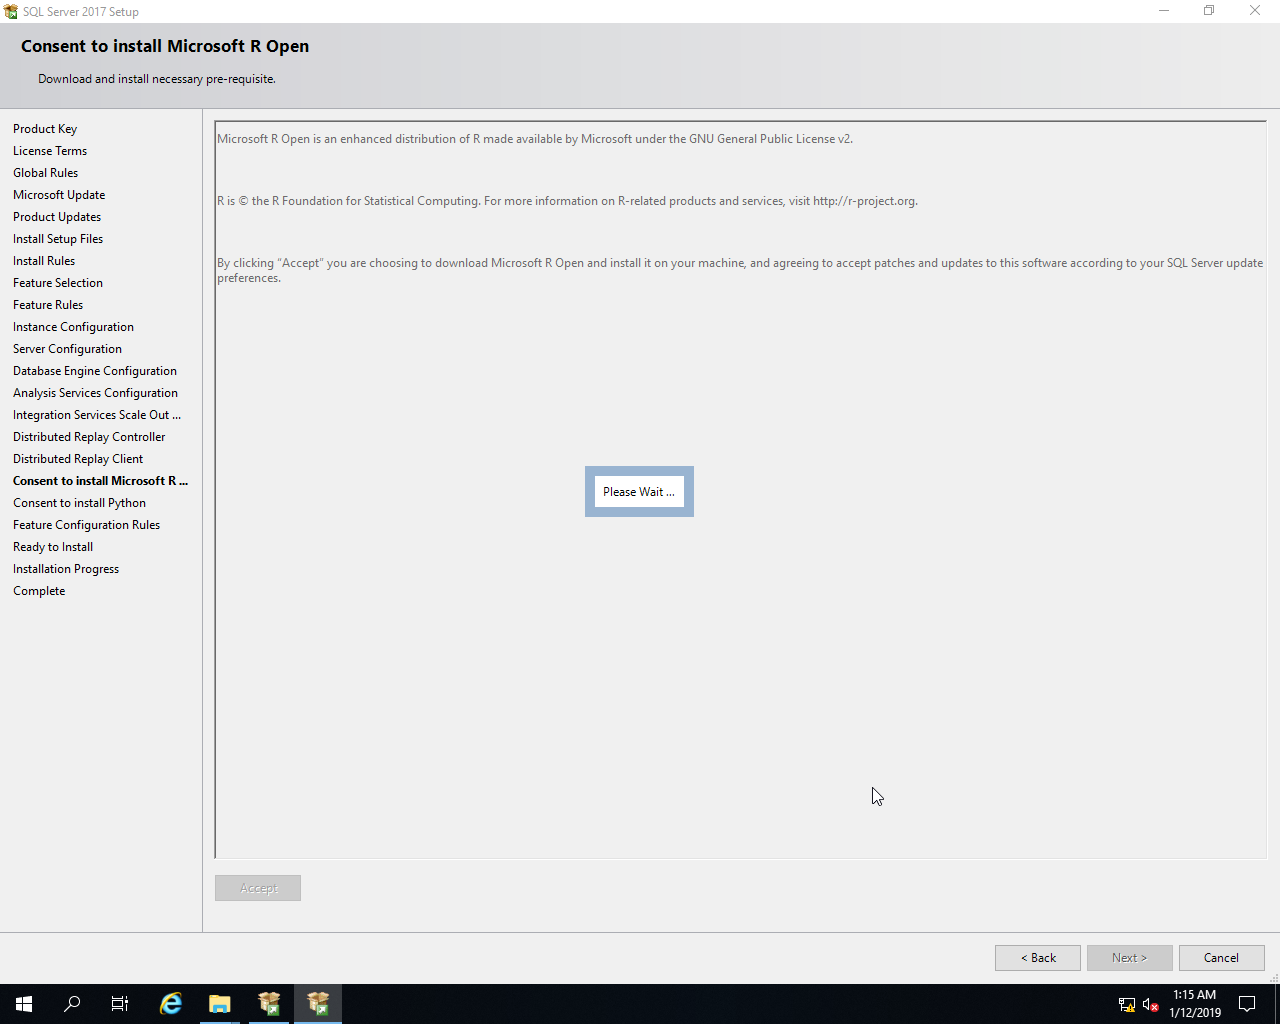 SQL Server 2017 Setup
Consent to install Microsoft R Open
Download and install necessary pre-requisite.
Product Key
License Terms
Global Rules
Microsoft Update
Product Updates
Install Setup Files
Install Rules
Feature Selection
Feature Rules
Instance Configuration
Server Configuration
Database Engine Configuration
Analysis Services Configuration
Integration Services Scale Out ...
Distributed Replay Controller
Distributed Replay Client
Consent to install Microsoft R ...
Consent to install Python
Feature Configuration Rules
Ready to Install
Installation Progress
Complete
Microsoft R Open is an enhanced distribution of R made available by Microsoft under the GNU General Public License v2.
R is © the R Foundation for Statistical Computing. For more information on R-related products and services, visit http://r-project.org.
By clicking “Accept” you are choosing to download Microsoft R Open and install it on your machine, and agreeing to accept patches and updates to this software according to your SQL Server update
preferences.
Please Wait ...
Accept
< Back
Next >
Cancel
1:15 AM
1/12/2019